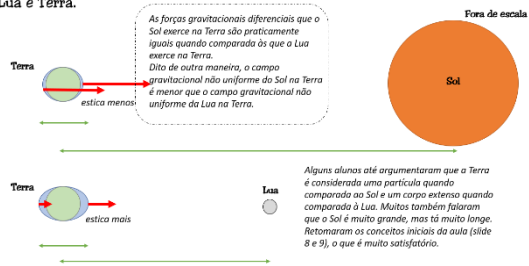 Lua e Terra.
Fora de escala
As forças gravitacionais diferenciais que o
Sol exerce na Terra são praticamente
iguais quando comparada às que a Lua
exerce na Terra.
Dito de outra maneira, o campo
gravitacional não uniforme do Sol na Terra
é menor que o campo gravitacional não
uniforme da Lua na Terra.
Terra
estica menos
Sol
Terra
estica mais
Lua
Alguns alunos até argumentaram que a Terra
é considerada uma partícula quando
comparada ao Sol e um corpo extenso quando
comparada à Lua. Muitos também falaram
que o Sol é muito grande, mas tá muito longe.
Retomaram os conceitos iniciais da aula (slide
8 e 9), o que é muito satisfatório.